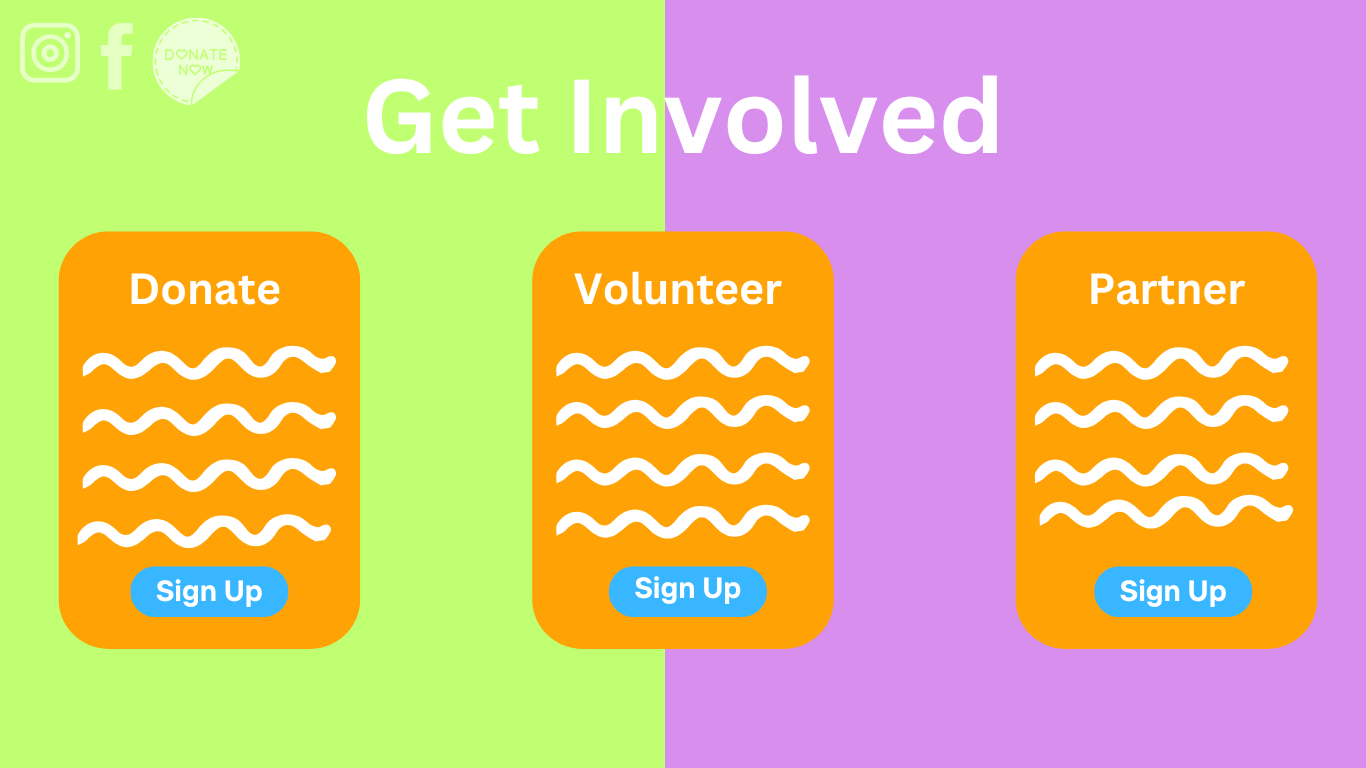 DONATE
NOW
Get Involved
Donate
Sign Up
Volunteer
Sign Up
Partner
Sign Up